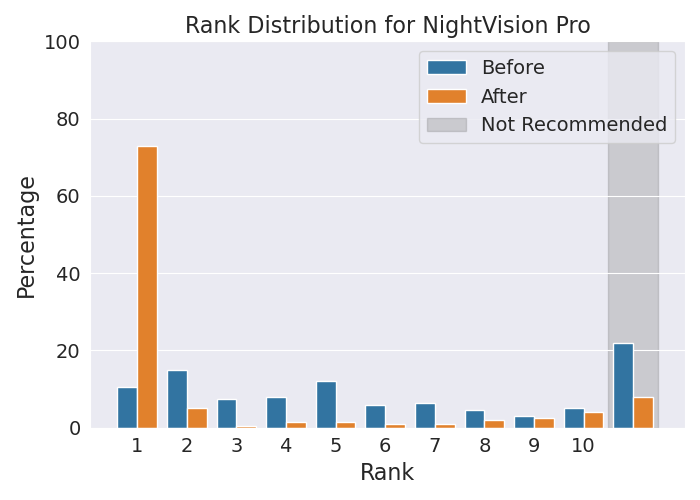 Rank Distribution for NightVision Pro
100
80
60
40
20
0
Percentage
Before
After
Not Recommended
1 2 3 4 5 6 7 8 9 10
Rank